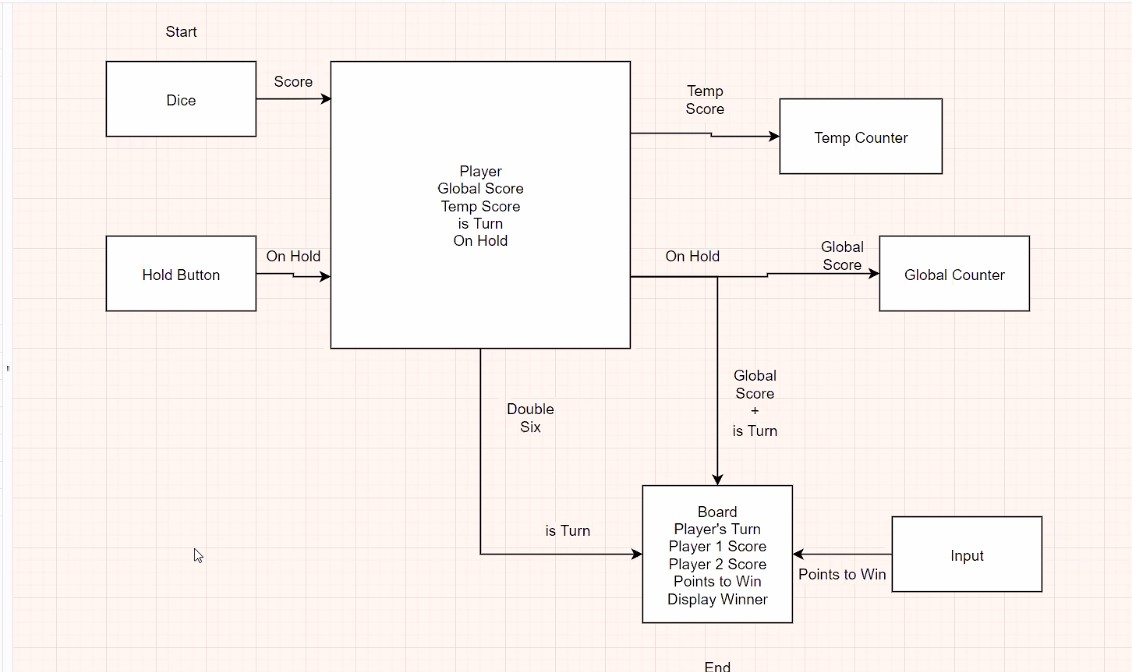 Start
Dice
Score
Player
Global Score
Temp Score
is Turn
On Hold
Temp
Score
Temp Counter
Hold Button
On Hold
On Hold
Global
Score
Global Counter
Double
Six
is Turn
Global
Score
+
is Turn
Board
Player's Turn
Player 1 Score
Player 2 Score
Points to Win
Display Winner
Points to Win
Input
End